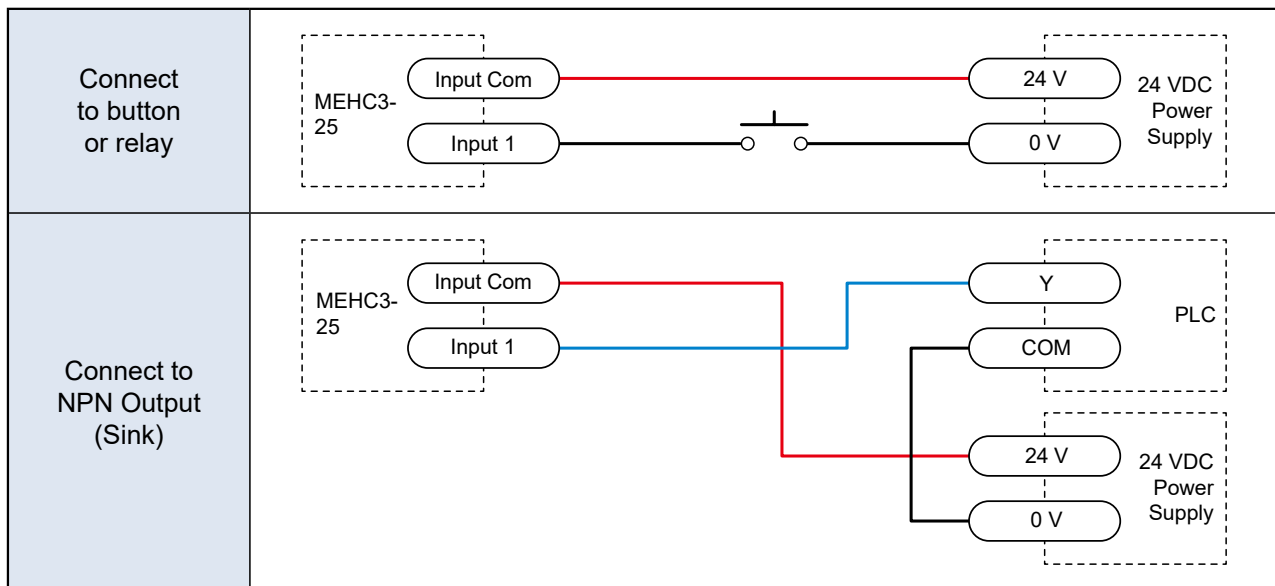 Connect
to button
or relay
MEHC3-
25
Input Com
Input 1
24 V
0 V
24 VDC
Power
Supply
Connect to
NPN Output
(Sink)
MEHC3-
25
Input Com
Input 1
Y
COM
PLC
24 V
0 V
24 VDC
Power
Supply